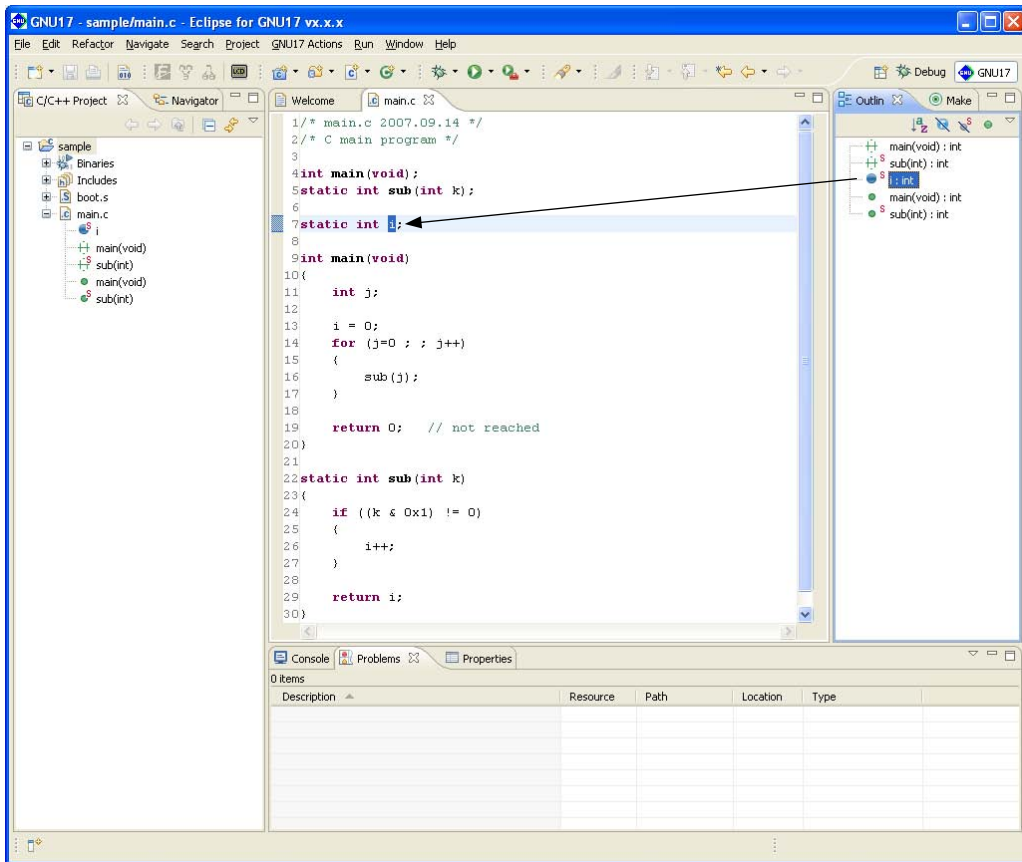 GNU17 - sample/main.c - Eclipse for GNU17 vx.x.x
File Edit Refactor Navigate Search Project GNU17 Actions Run Window Help
Debug GNU17
C/C++ Project Navigator
sample
Binaries
Includes
boot.s
main.c
i
main(void)
sub(int)
main(void)
sub(int)
Welcome main.c
1/* main.c 2007.09.14 */
2/* C main program */
3
4int main(void);
5static int sub(int k);
6
7static int i;
8
9int main(void)
10{
11    int j;
12
13    i = 0;
14    for (j=0 ; ; j++)
15    {
16        sub(j);
17    }
18
19    return 0;   // not reached
20}
21
22static int sub(int k)
23{
24    if ((k & 0x1) != 0)
25    {
26        i++;
27    }
28
29    return i;
30}
Outlin Make
main(void) : int
sub(int) : int
i : int
main(void) : int
sub(int) : int
Console Problems Properties
0 items
Description Resource Path Location Type